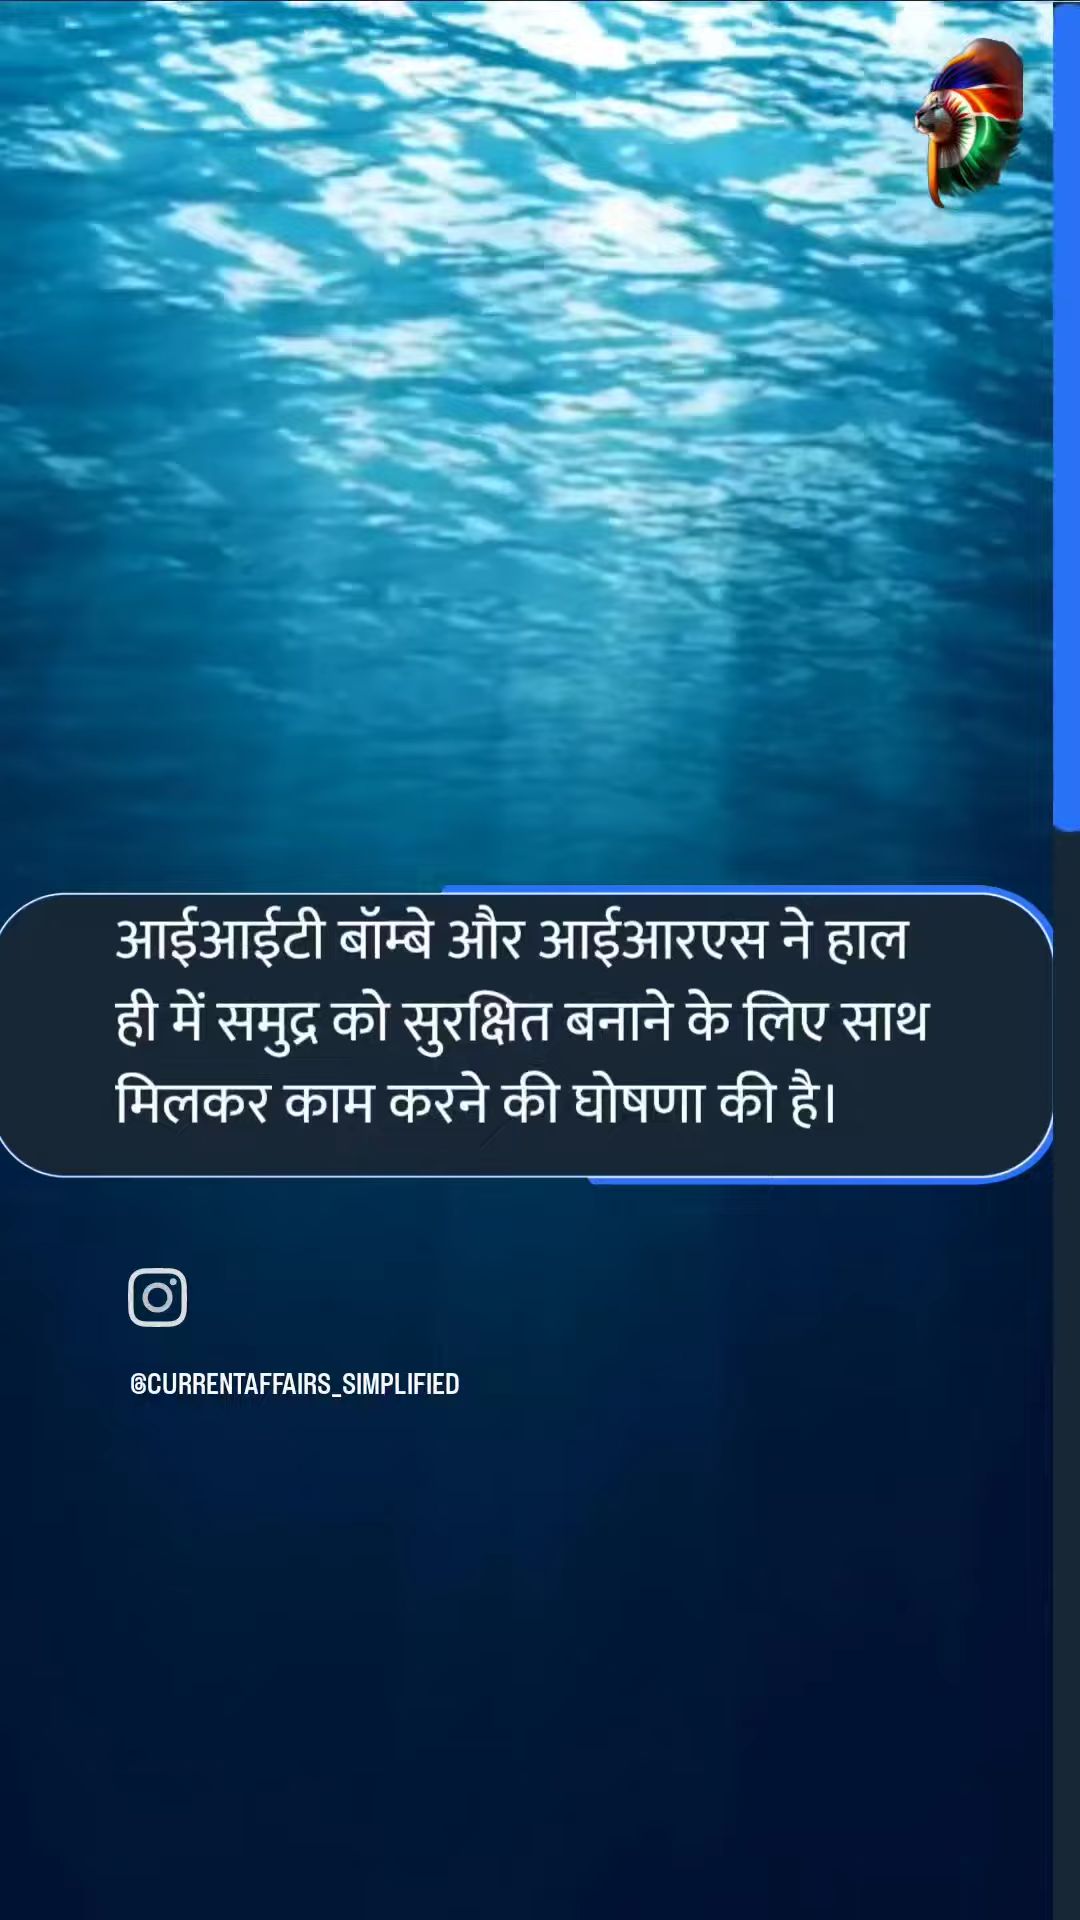 आईआईटी बॉम्बे और आईआरएस ने हाल
ही में समुद्र को सुरक्षित बनाने के लिए साथ
मिलकर काम करने की घोषणा की है।
@CURRENTAFFAIRS_SIMPLIFIED